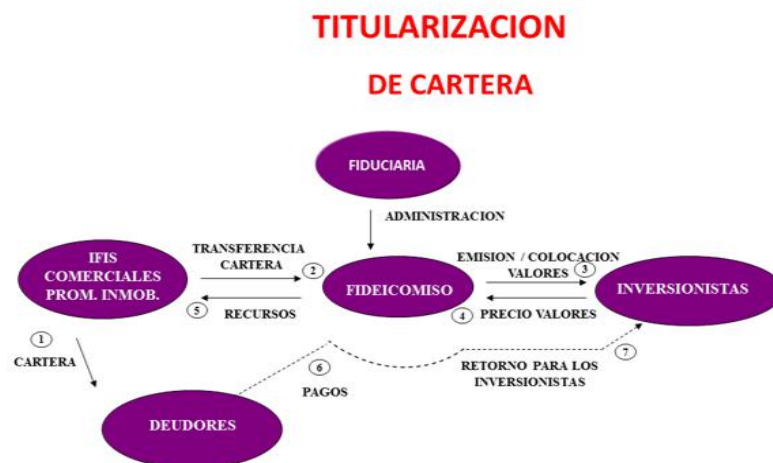 TITULARIZACION
DE CARTERA
FIDUCIARIA
ADMINISTRACION
IFIS
COMERCIALES
PROM. INMOB.
TRANSFERENCIA
CARTERA
2
FIDEICOMISO
EMISION / COLOCACION
VALORES
3
INVERSIONISTAS
5
RECURSOS
4
PRECIO VALORES
1
CARTERA
6
PAGOS
RETORNO PARA LOS
INVERSIONISTAS
7
DEUDORES